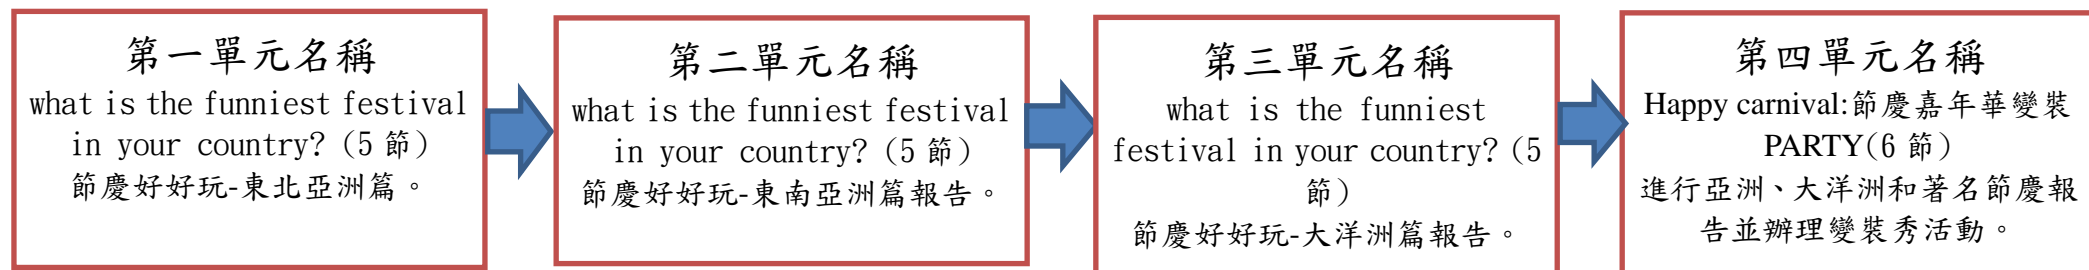 第一單元名稱
what is the funniest festival
in your country? (5 節)
節慶好好玩-東北亞洲篇。
第二單元名稱
what is the funniest festival
in your country? (5 節)
節慶好好玩-東南亞洲篇報告。
第三單元名稱
what is the funniest
festival in your country? (5
節)
節慶好好玩-大洋洲篇報告。
第四單元名稱
Happy carnival:節慶嘉年華變裝
PARTY(6 節)
進行亞洲、大洋洲和著名節慶報
告並辦理變裝秀活動。